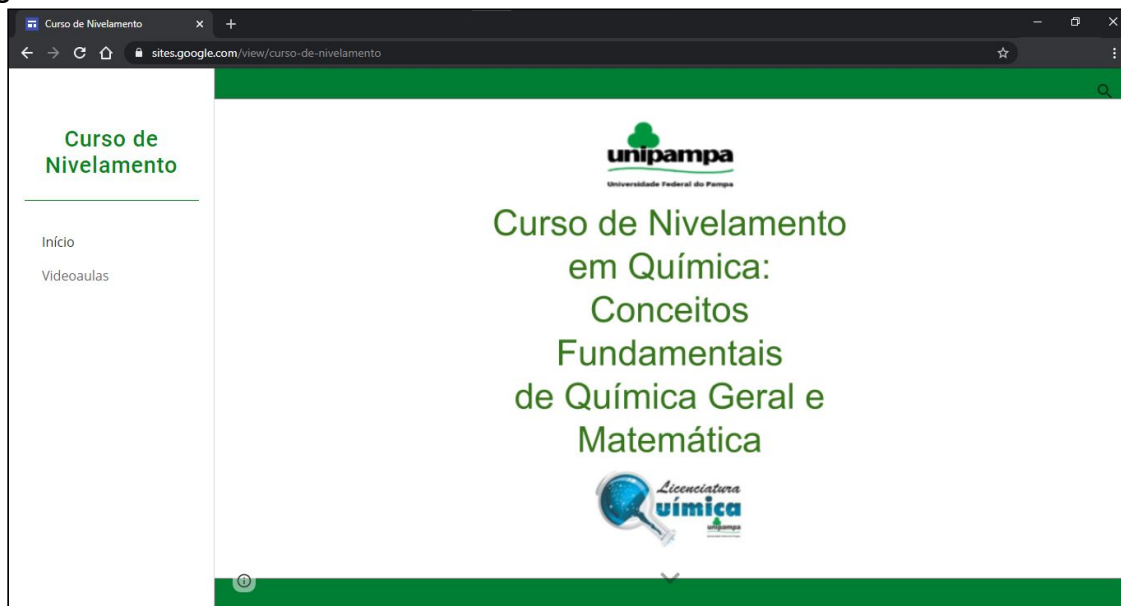 Curso de Nivelamento
sites.google.com/view/curso-de-nivelamento
Curso de
Nivelamento
Início
Videoaulas
unipampa
Universidade Federal do Pampa
Curso de Nivelamento
em Química:
Conceitos
Fundamentais
de Química Geral e
Matemática
Licenciatura
uímica
unipampa